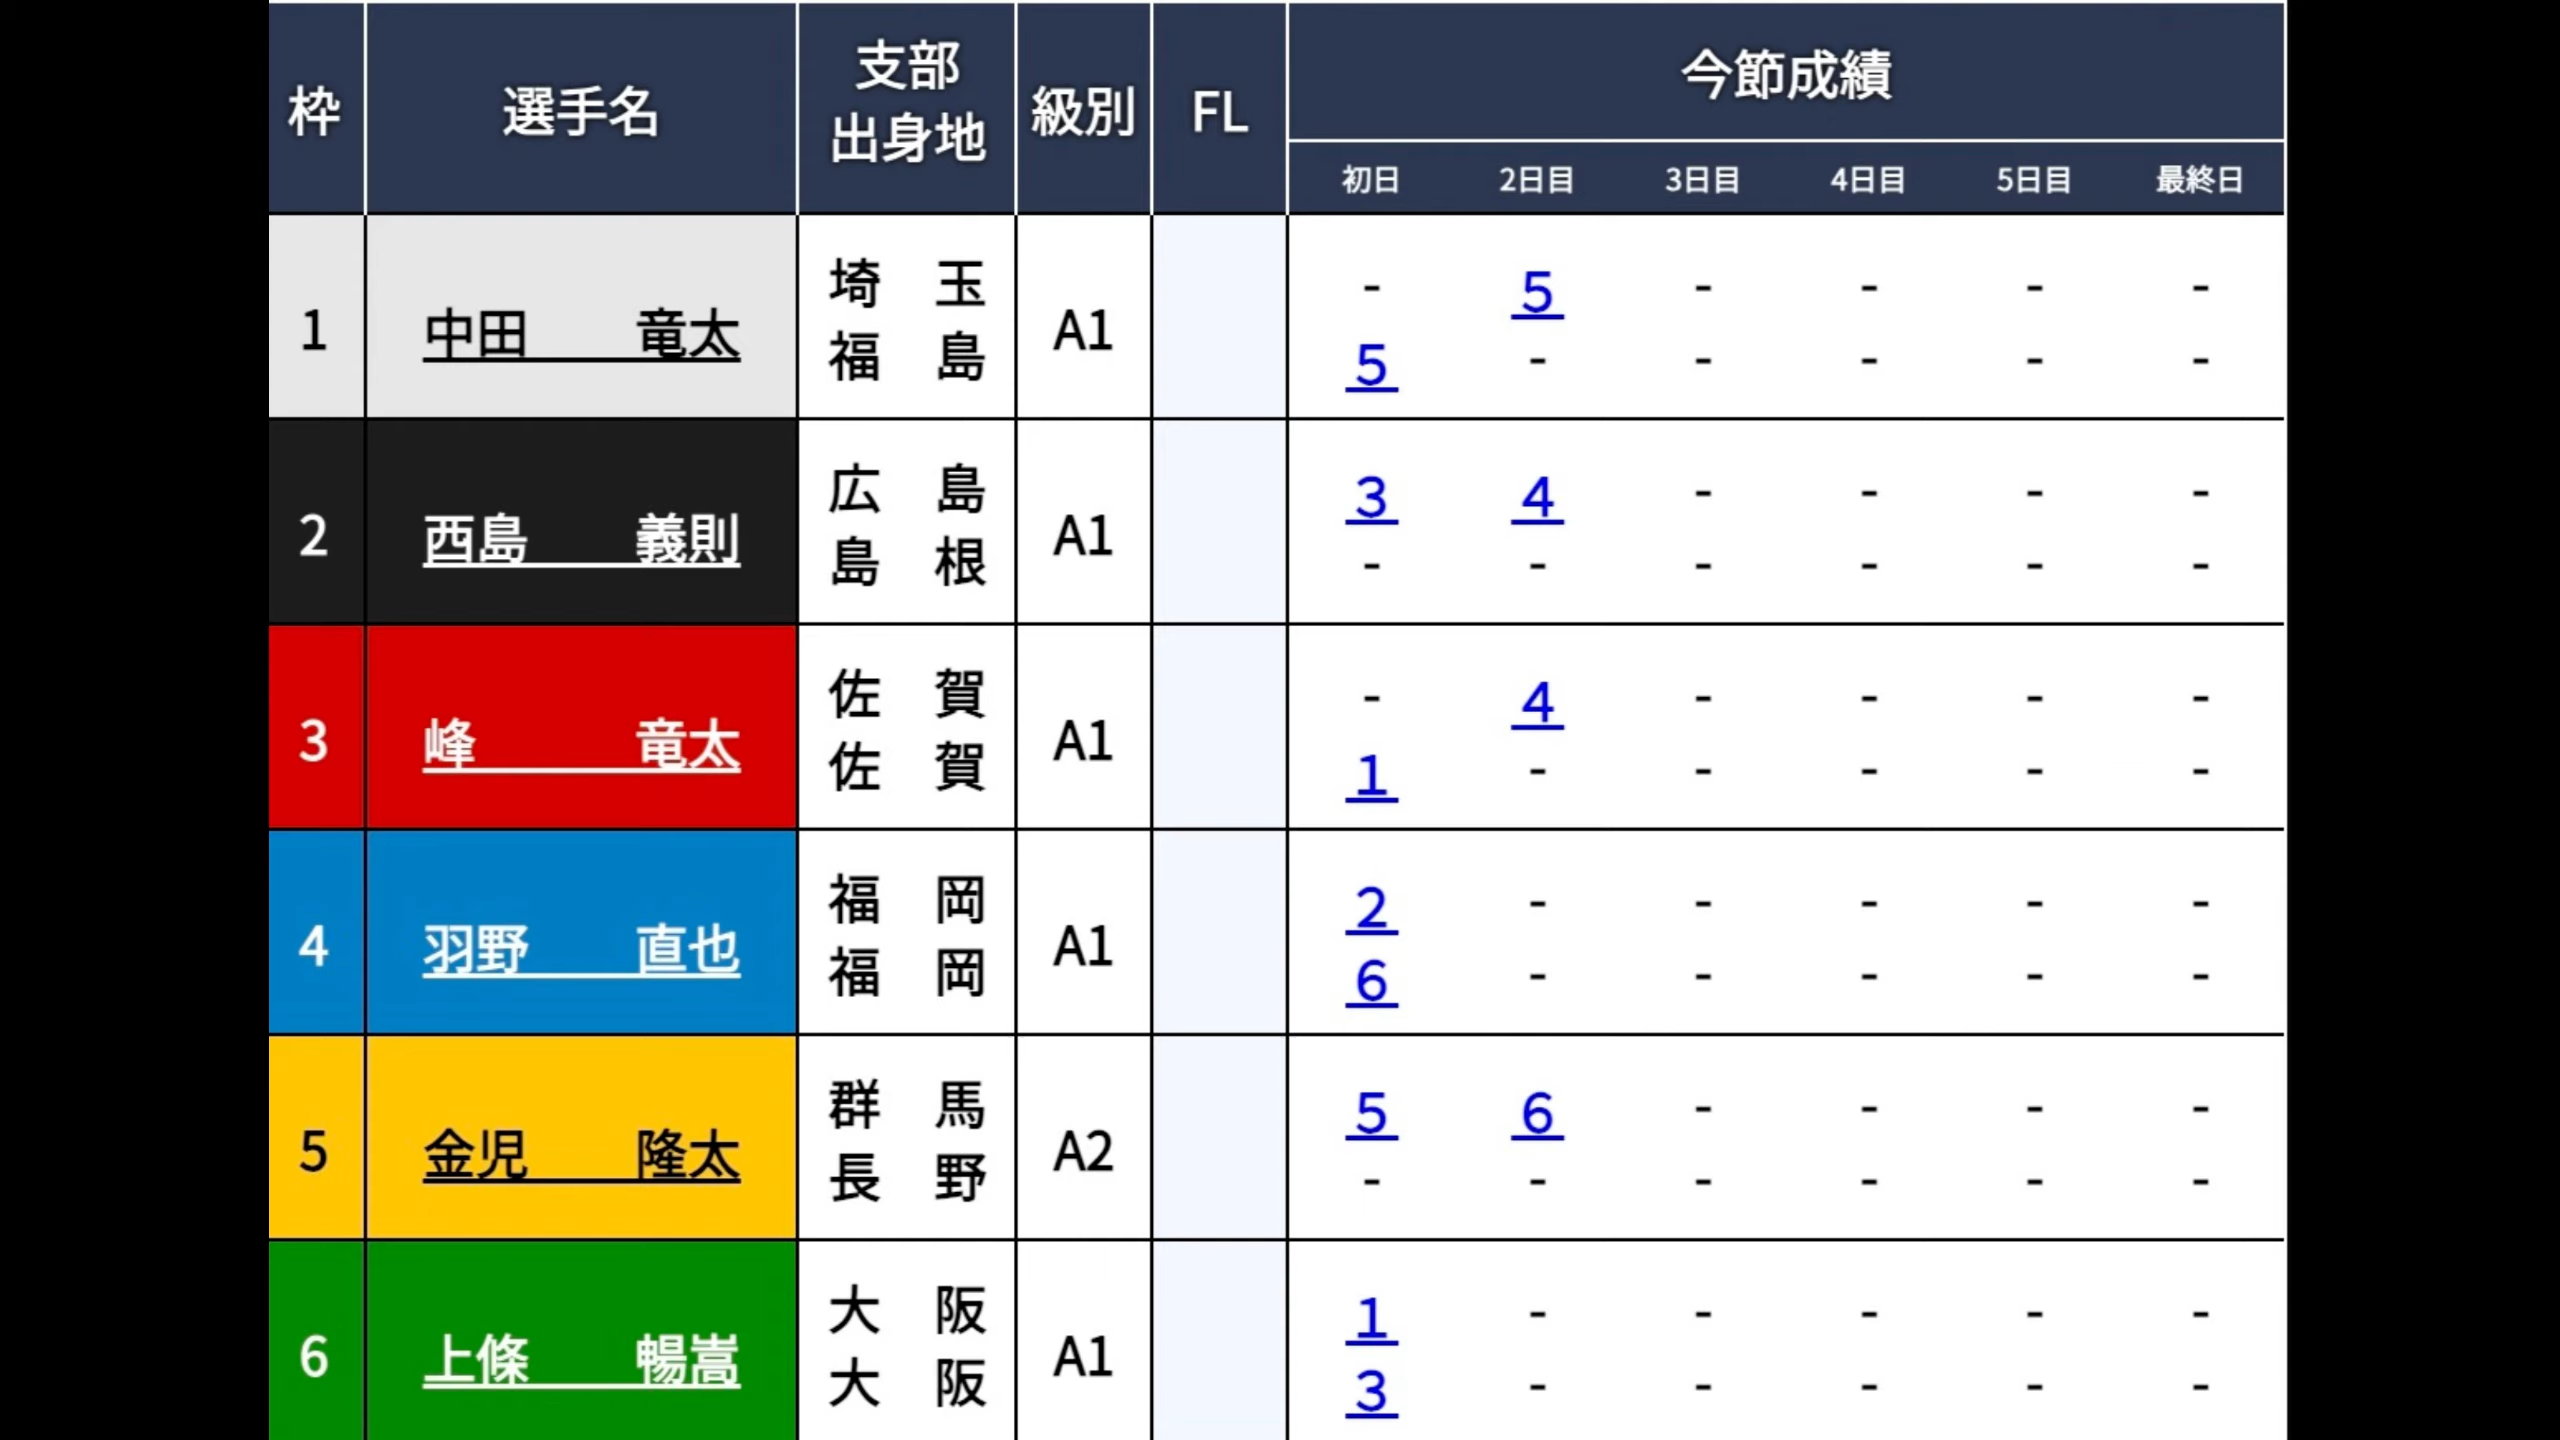 枠 選手名 支部 出身地 級別 FL 今節成績
初日 2日目 3日目 4日目 5日目 最終日
1 中田 竜太 埼 玉 A1 - 5 - - - -
福 島 5 - - - - -
2 西島 義則 広 島 A1 3 4 - - - -
島 根 - - - - - -
3 峰 竜太 佐 賀 A1 - 4 - - - -
佐 賀 1 - - - - -
4 羽野 直也 福 岡 A1 2 - - - - -
福 岡 6 - - - - -
5 金児 隆太 群 馬 A2 5 6 - - - -
長 野 - - - - - -
6 上條 暢嵩 大 阪 A1 1 - - - - -
大 阪 3 - - - - -